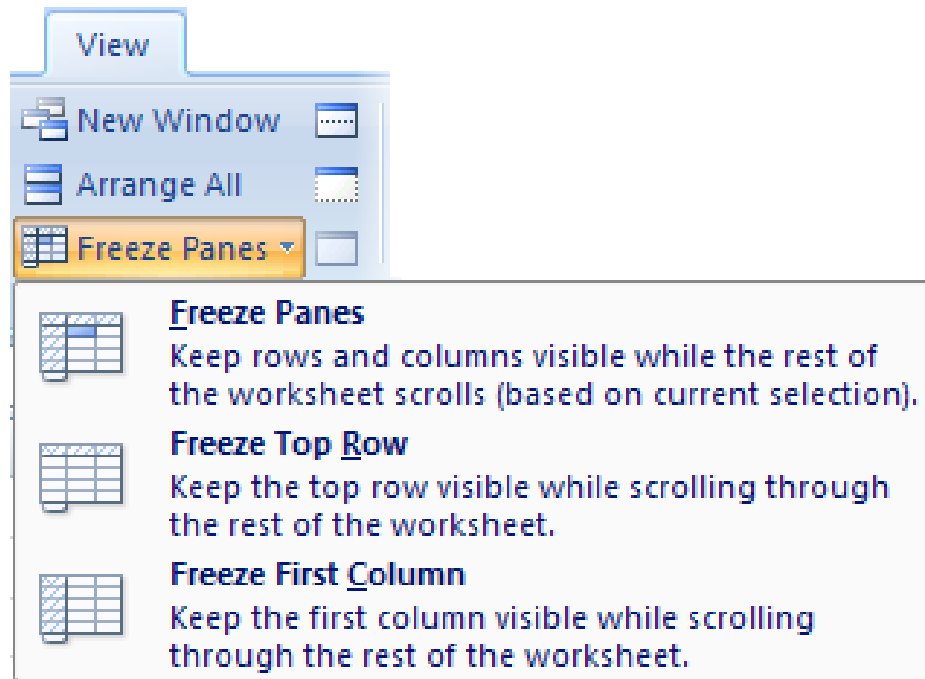 View
New Window
Arrange All
Freeze Panes
Freeze Panes
Keep rows and columns visible while the rest of
the worksheet scrolls (based on current selection).
Freeze Top Row
Keep the top row visible while scrolling through
the rest of the worksheet.
Freeze First Column
Keep the first column visible while scrolling
through the rest of the worksheet.